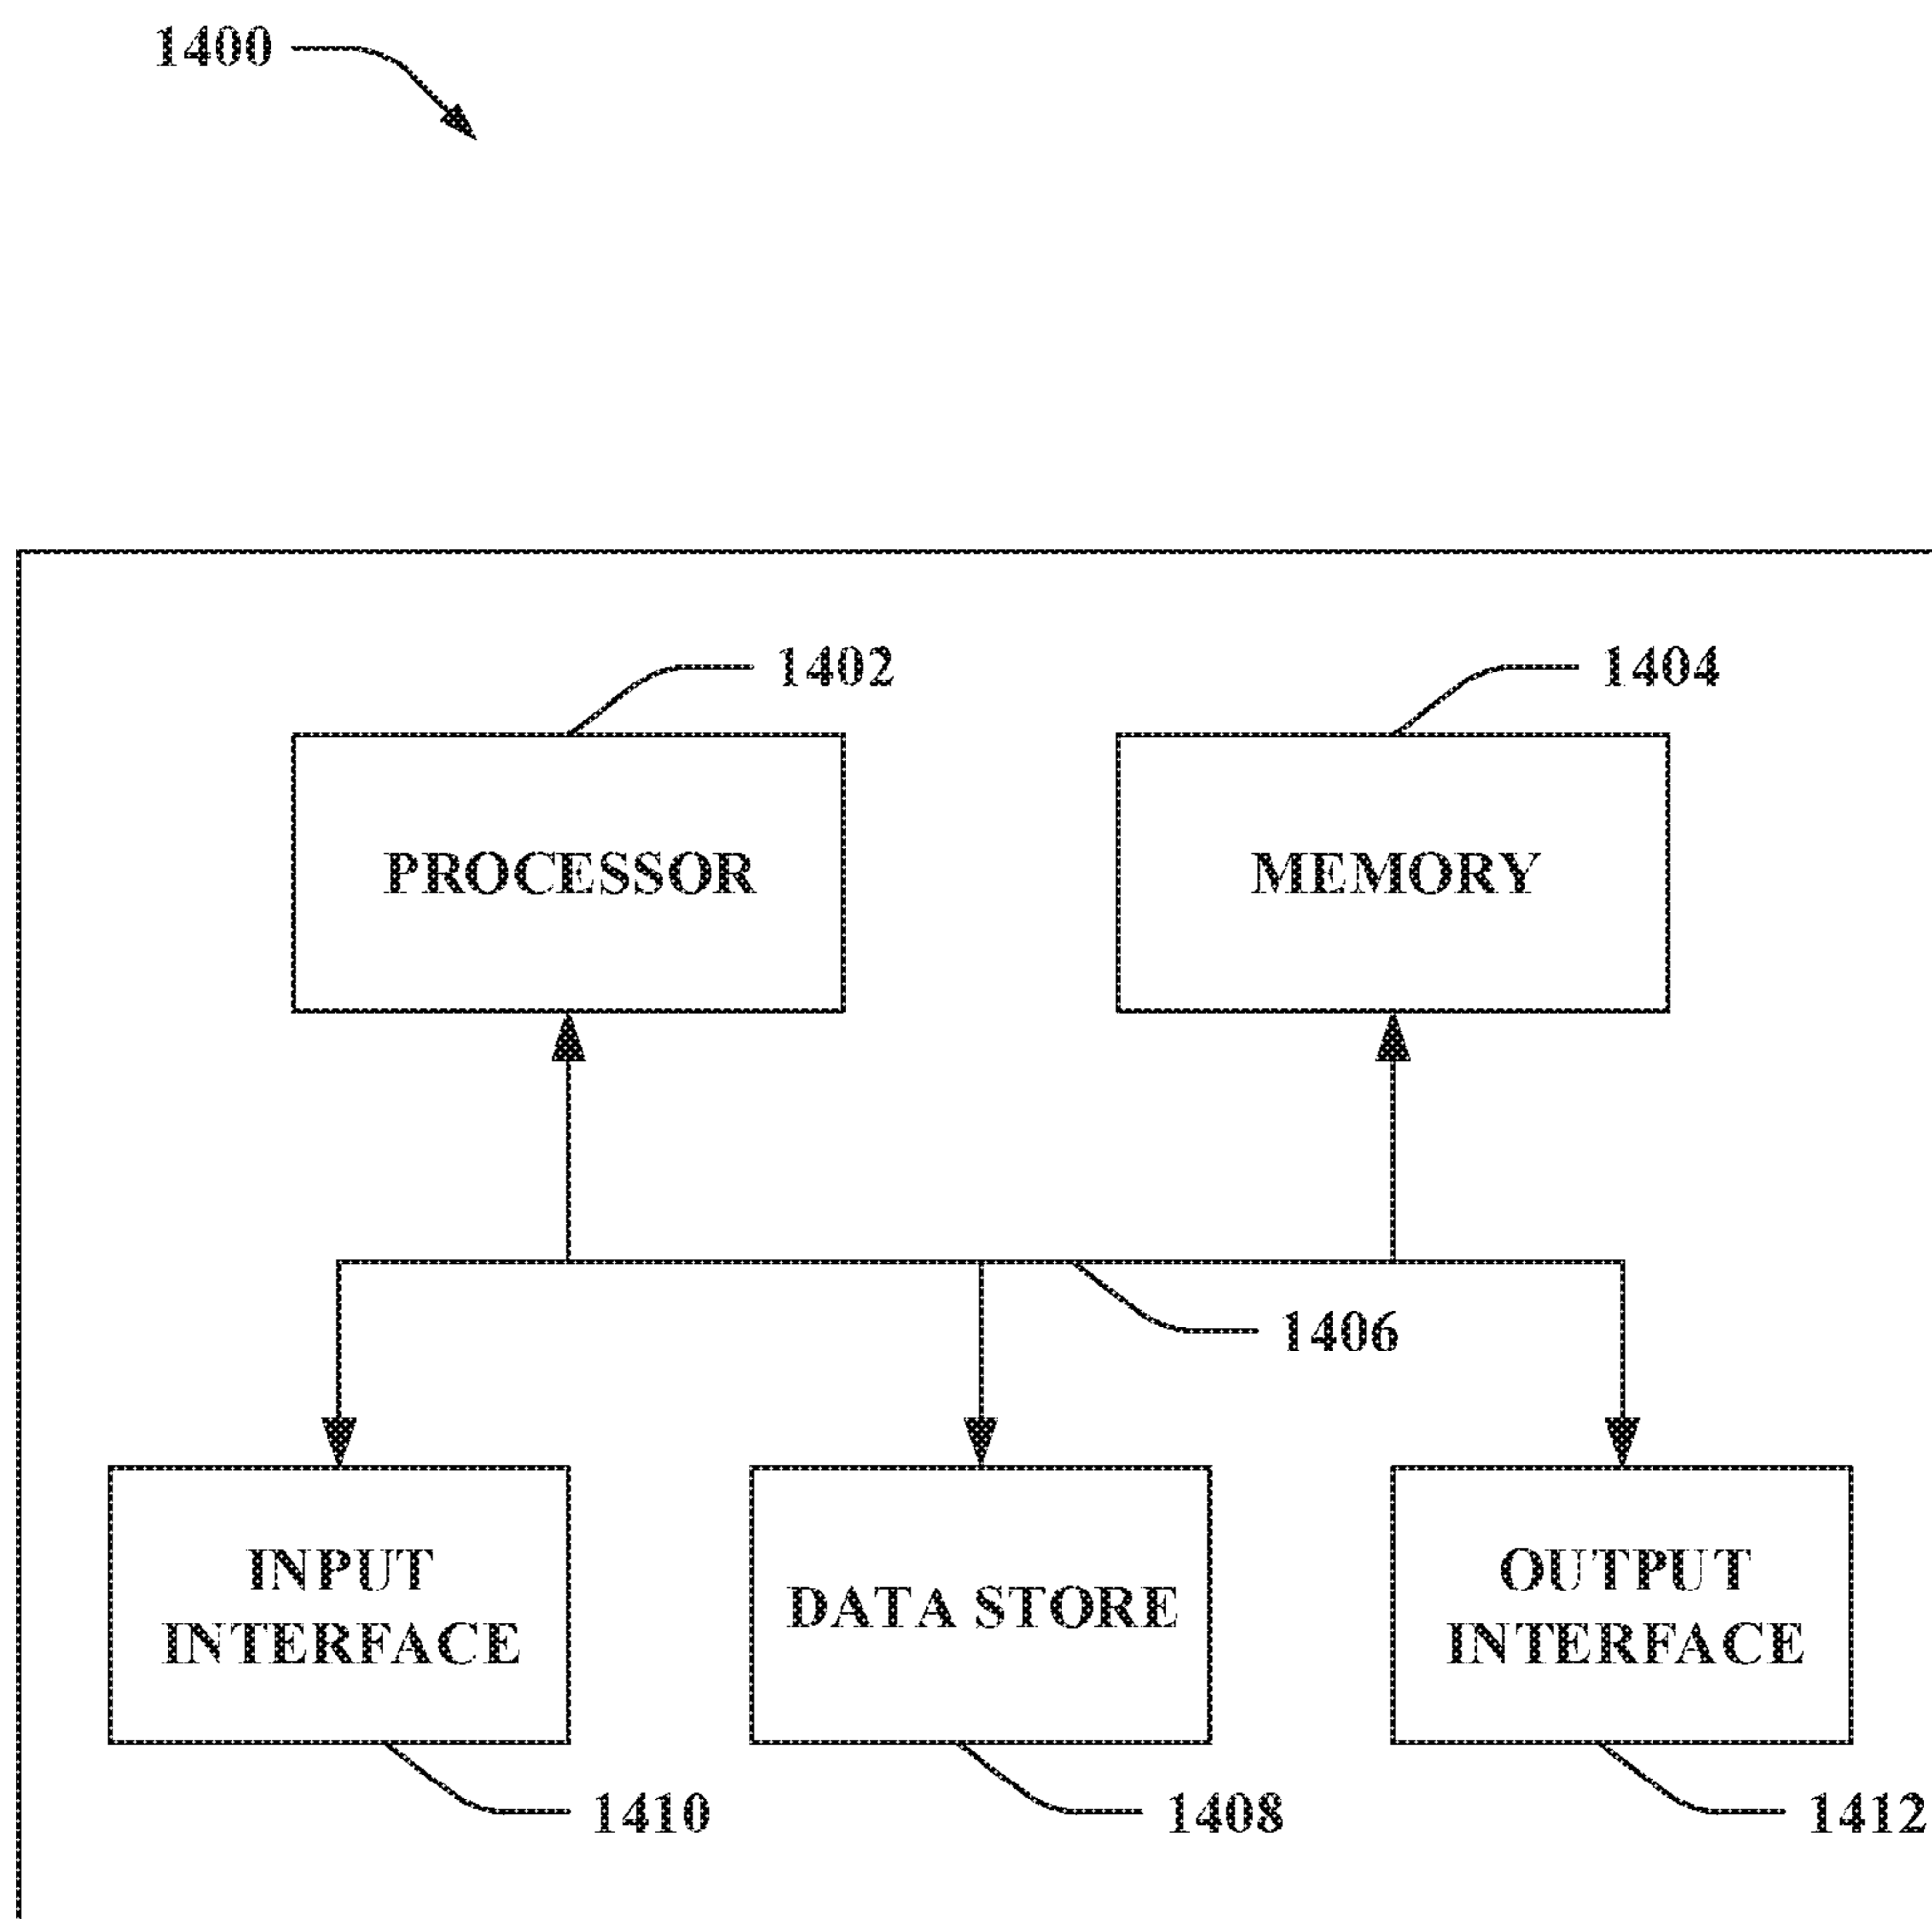 1400
1402
1404
PROCESSOR
MEMORY
1406
INPUT
INTERFACE
DATA STORE
OUTPUT
INTERFACE
1410
1408
1412